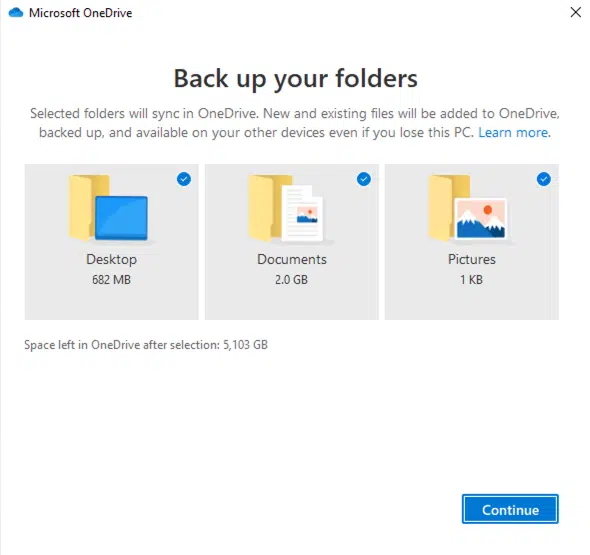 Microsoft OneDrive
Back up your folders
Selected folders will sync in OneDrive. New and existing files will be added to OneDrive,
backed up, and available on your other devices even if you lose this PC. Learn more.
Desktop
682 MB
Documents
2.0 GB
Pictures
1 KB
Space left in OneDrive after selection: 5,103 GB
Continue